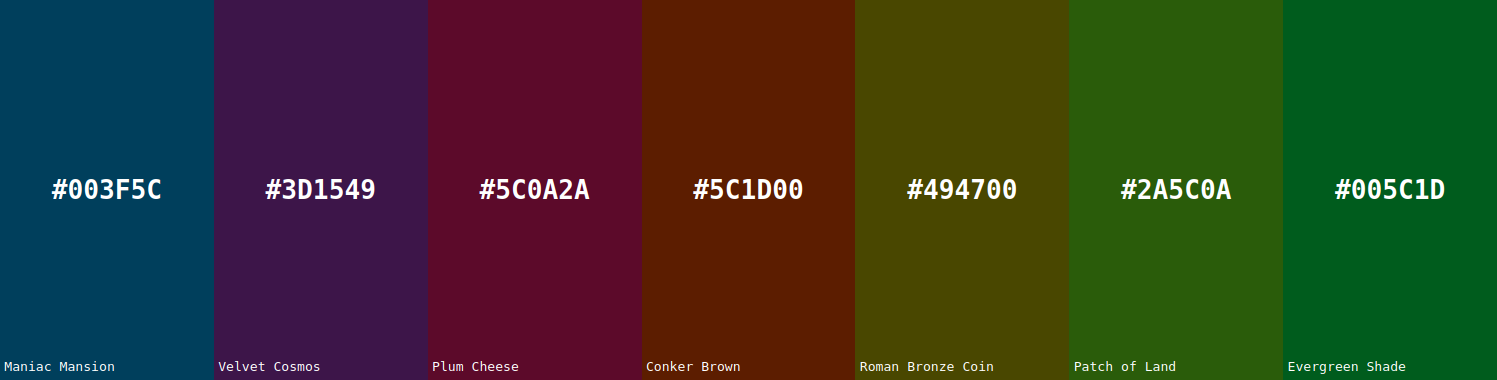 #003F5C
#3D1549
#5C0A2A
#5C1D00
#494700
#2A5C0A
#005C1D
Maniac Mansion
Velvet Cosmos
Plum Cheese
Conker Brown
Roman Bronze Coin
Patch of Land
Evergreen Shade